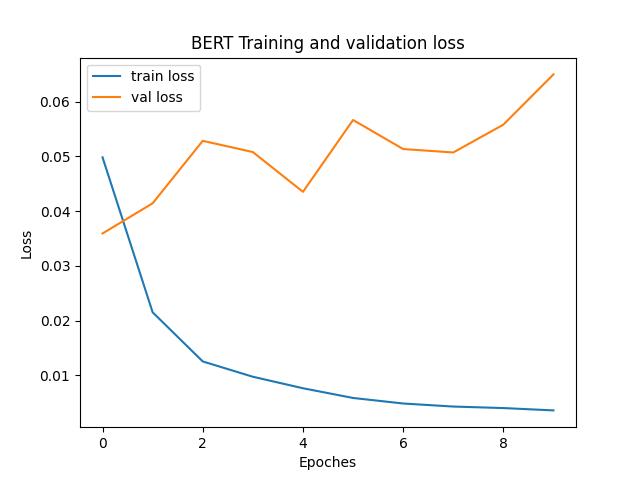 BERT Training and validation loss
train loss
val loss
0.06
0.05
0.04
0.03
0.02
0.01
Loss
0 2 4 6 8
Epoches